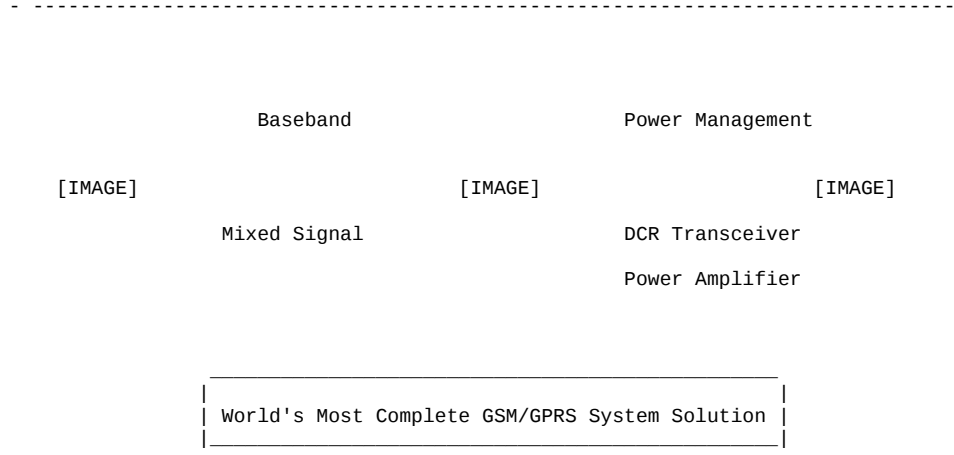 - ------------------------------------------------------------------------------
Baseband Power Management
[IMAGE] [IMAGE] [IMAGE]
Mixed Signal DCR Transceiver
Power Amplifier
World's Most Complete GSM/GPRS System Solution